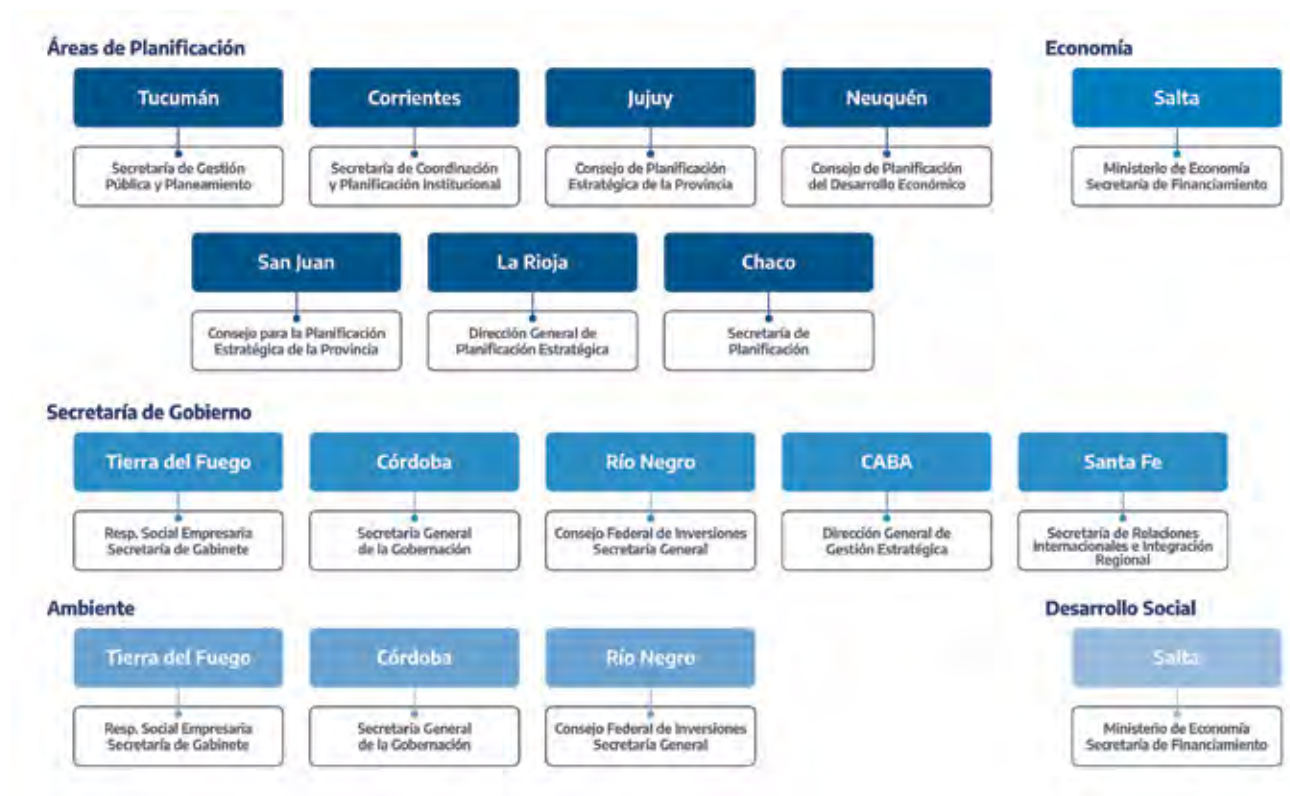 Áreas de Planificación
Economía
Tucumán
Corrientes
Jujuy
Neuquén
Salta
Secretaría de Gestión
Pública y Planeamiento
Secretaría de Coordinación
y Planificación Institucional
Consejo de Planificación
Estratégica de la Provincia
Consejo de Planificación
del Desarrollo Económico
Ministerio de Economía
Secretaría de Financiamiento
San Juan
La Rioja
Chaco
Consejo para la Planificación
Estratégica de la Provincia
Dirección General de
Planificación Estratégica
Secretaría de
Planificación
Secretaría de Gobierno
Tierra del Fuego
Córdoba
Río Negro
CABA
Santa Fe
Resp. Social Empresaria
Secretaría de Gabinete
Secretaría General
de la Gobernación
Consejo Federal de Inversiones
Secretaría General
Dirección General de
Gestión Estratégica
Secretaría de Relaciones
Internacionales e Integración
Regional
Ambiente
Desarrollo Social
Tierra del Fuego
Córdoba
Río Negro
Salta
Resp. Social Empresaria
Secretaría de Gabinete
Secretaría General
de la Gobernación
Consejo Federal de Inversiones
Secretaría General
Ministerio de Economía
Secretaría de Financiamiento